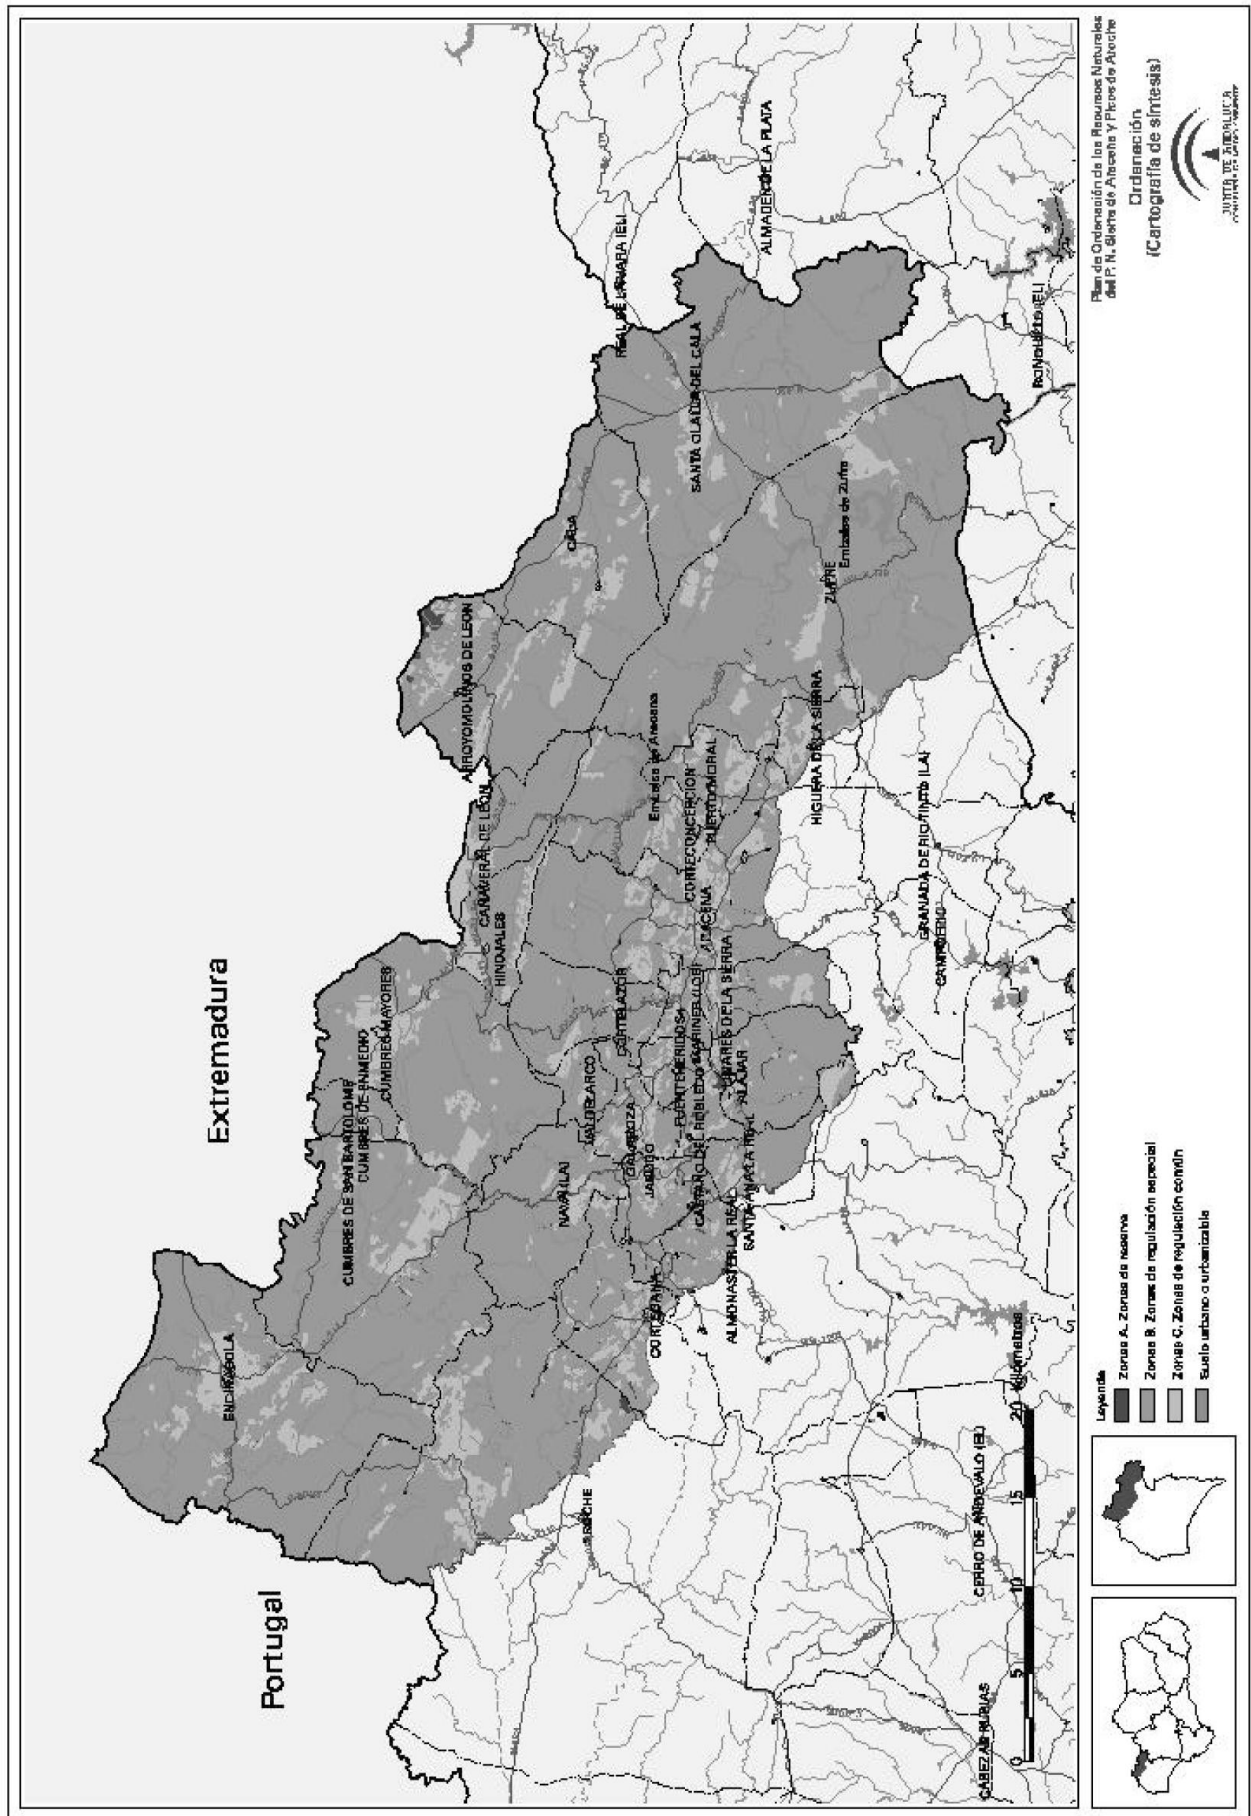 Extremadura
Portugal
ENCINASOLA
CUMBRES DE SAN BARTOLOME
CUMBRES DE ENMEDIO
CUMBRES MAYORES
HINOJALES
CAÑAVERAL DE LEON
ARROYOMOLINOS DE LEON
CALA
REAL DE LA JARA (EL)
ALMADEN DE LA PLATA
SANTA OLALLA DEL CALA
AROCHE
CORTEGANA
NAVA (LA)
VALDELARCO
GALAROZA
JABUGO
CORTELAZOR
FUENTEHERIDOS
CASTAÑO DEL ROBLEDO
MARINES (LOS)
ALMONASTER LA REAL
SANTA ANA LA REAL
ALAJAR
LINARES DE LA SIERRA
ARACENA
CORTECONCEPCION
PUERTO MORAL
Embalse de Aracena
HIGUERA DE LA SIERRA
ZUFRE
Embalse de Zufre
RONQUILLO (EL)
GRANADA DE RIO TINTO (LA)
CAMPOFRIO
CERRO DE ANDEVALO (EL)
CABEZAS RUBIAS
0 5 10 15 20 Kilometros
Leyenda
Zonas A. Zonas de reserva
Zonas B. Zonas de regulación especial
Zonas C. Zonas de regulación común
Suelo urbano o urbanizable
Plan de Ordenación de los Recursos Naturales
del P. N. Sierra de Aracena y Picos de Aroche
Ordenación
(Cartografía de síntesis)
JUNTA DE ANDALUCIA